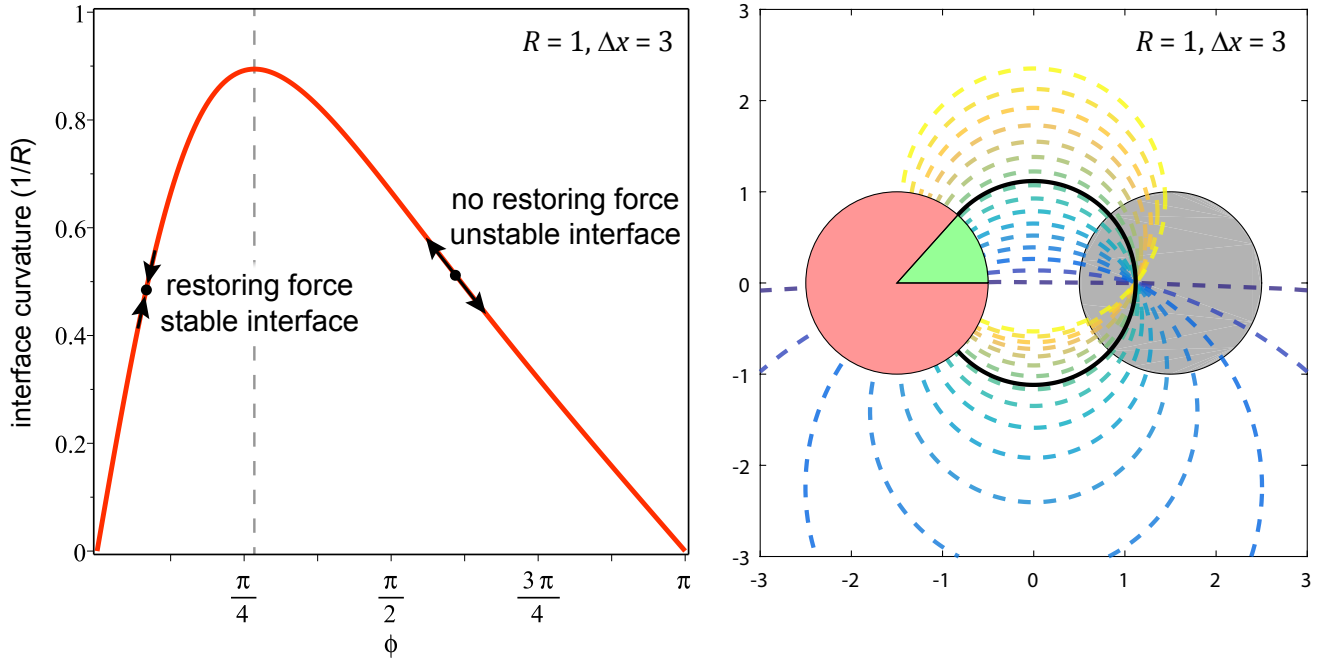 R = 1, Δx = 3
1
0.8
0.6
0.4
0.2
0
interface curvature (1/R)
no restoring force
unstable interface
restoring force
stable interface
π/4
π/2
3π/4
π
ϕ
R = 1, Δx = 3
3
2
1
0
-1
-2
-3
-3 -2 -1 0 1 2 3